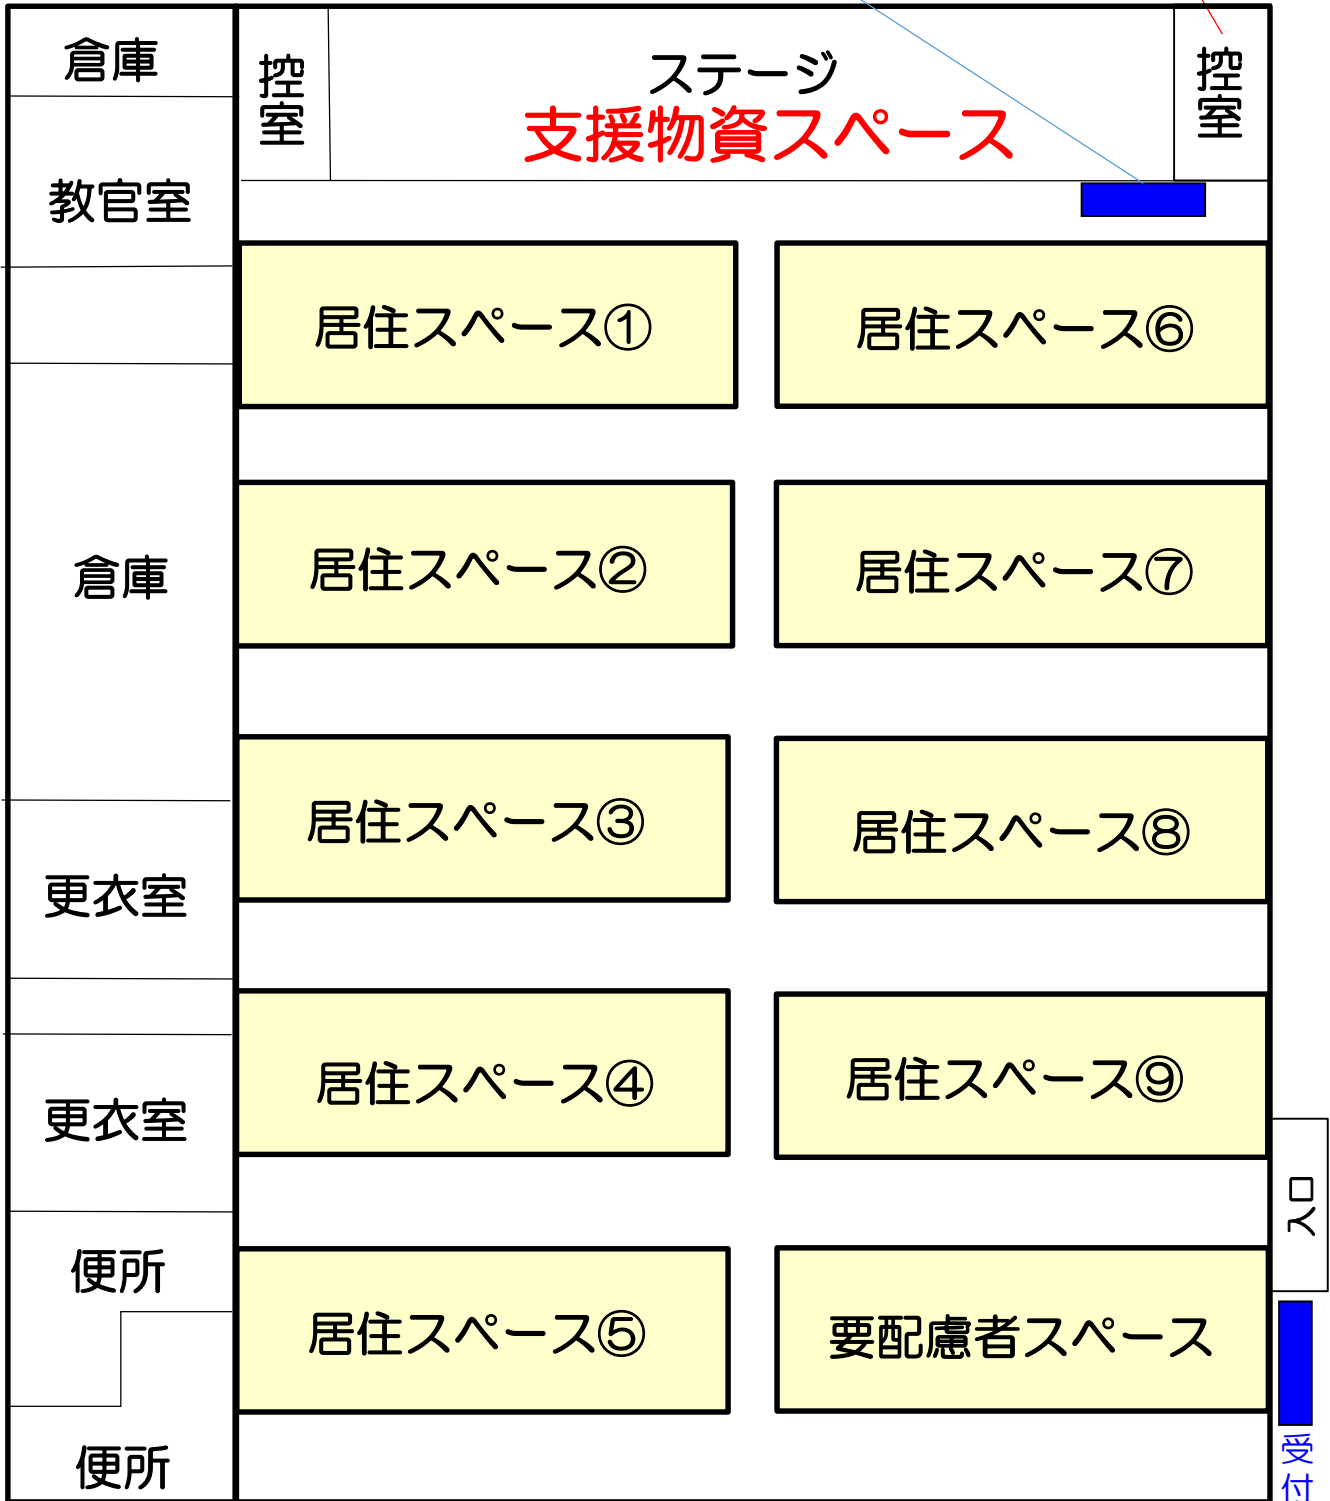 倉庫
控室
ステージ
支援物資スペース
控室
教官室
居住スペース①
居住スペース⑥
倉庫
居住スペース②
居住スペース⑦
居住スペース③
居住スペース⑧
更衣室
居住スペース④
居住スペース⑨
更衣室
入口
便所
居住スペース⑤
要配慮者スペース
便所
受付